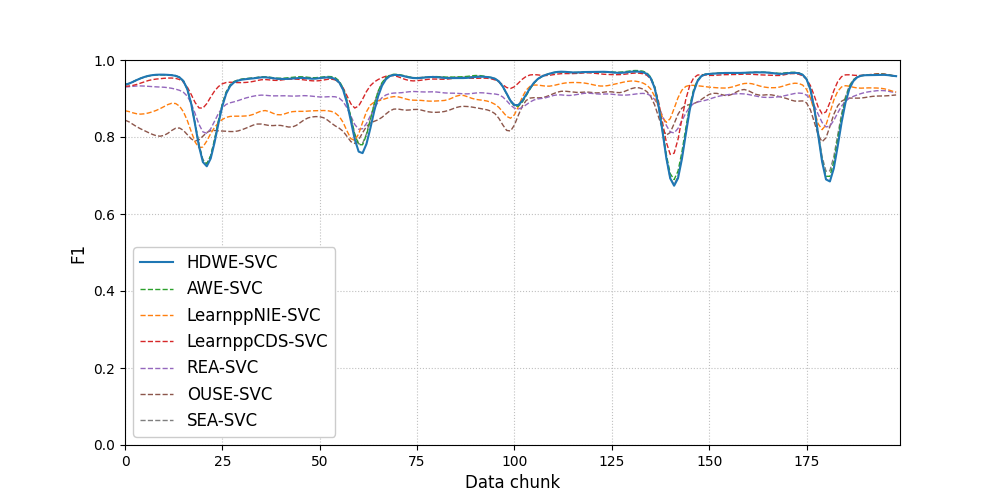 1.0
0.8
0.6
0.4
0.2
0.0
F1
HDWE-SVC
AWE-SVC
LearnppNIE-SVC
LearnppCDS-SVC
REA-SVC
OUSE-SVC
SEA-SVC
0 25 50 75 100 125 150 175
Data chunk